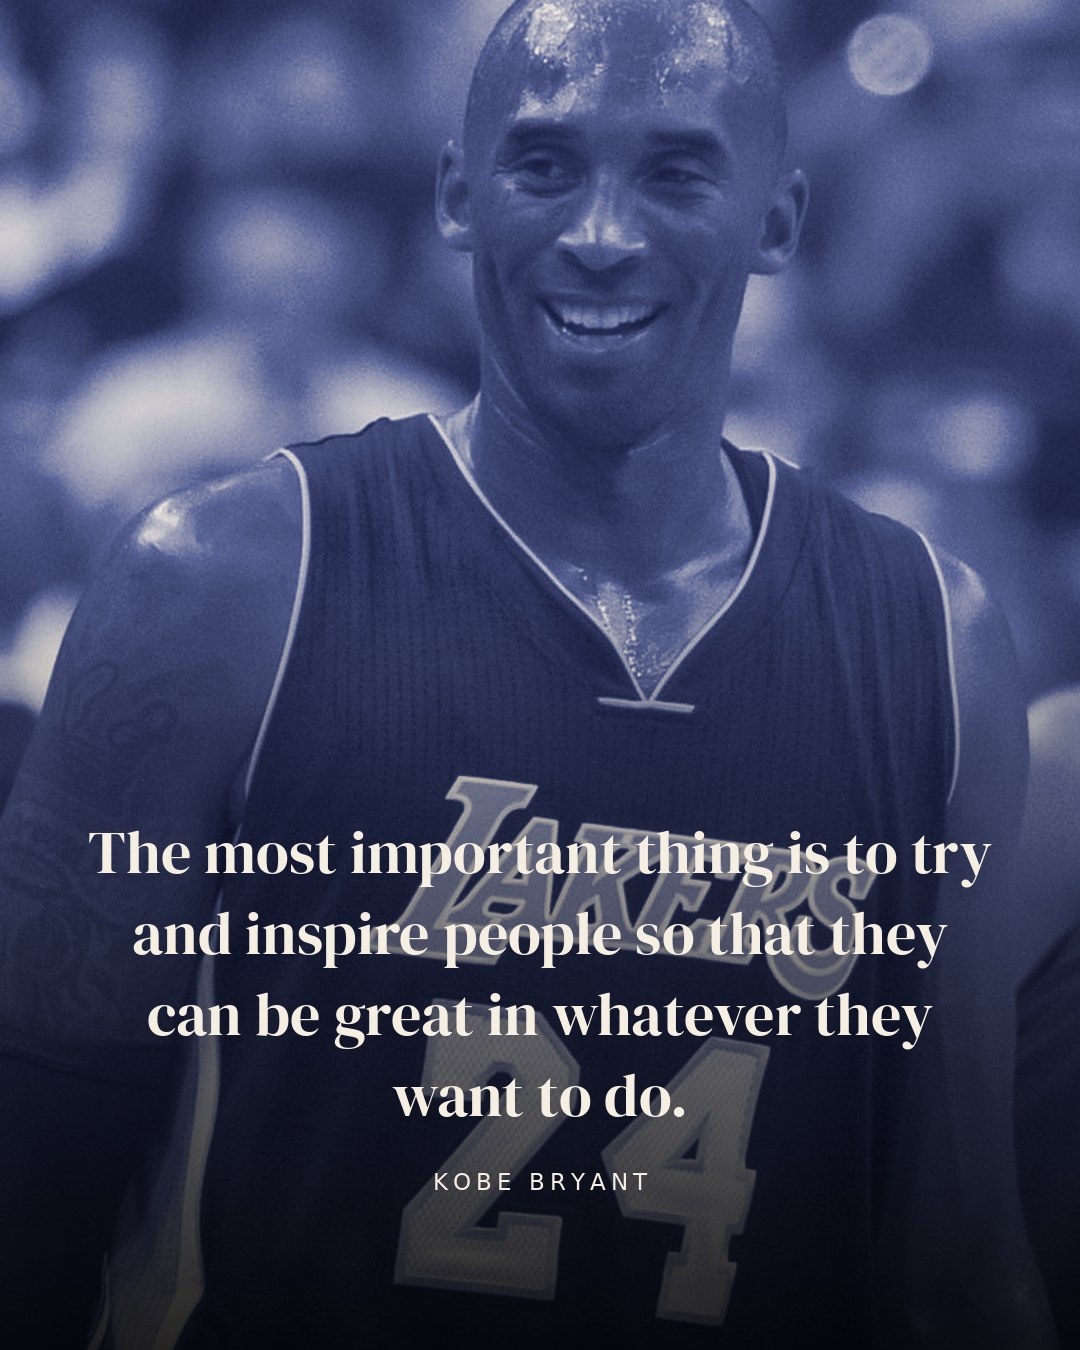 LAKERS
The most important thing is to try
and inspire people so that they
can be great in whatever they
want to do.
24
KOBE BRYANT